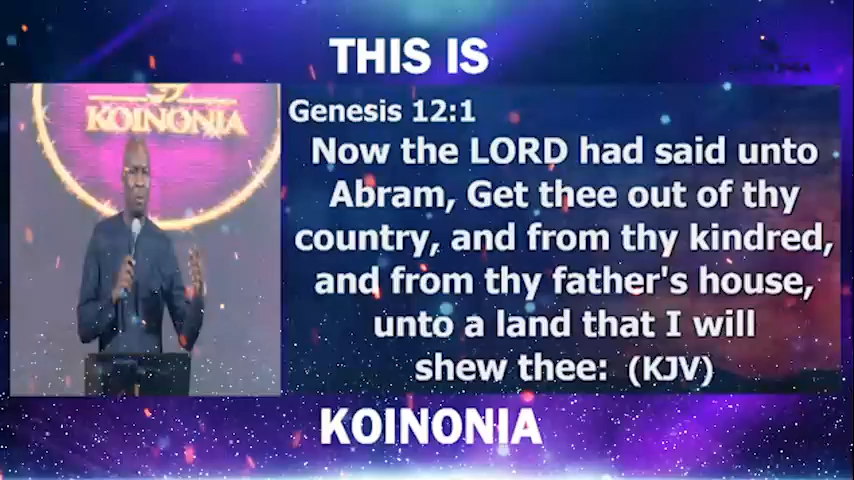 THIS IS
KOINONIA
Genesis 12:1
Now the LORD had said unto
Abram, Get thee out of thy
country, and from thy kindred,
and from thy father's house,
unto a land that I will
shew thee: (KJV)
KOINONIA